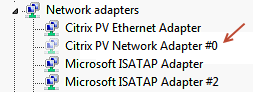 Network adapters
Citrix PV Ethernet Adapter
Citrix PV Network Adapter #0
Microsoft ISATAP Adapter
Microsoft ISATAP Adapter #2